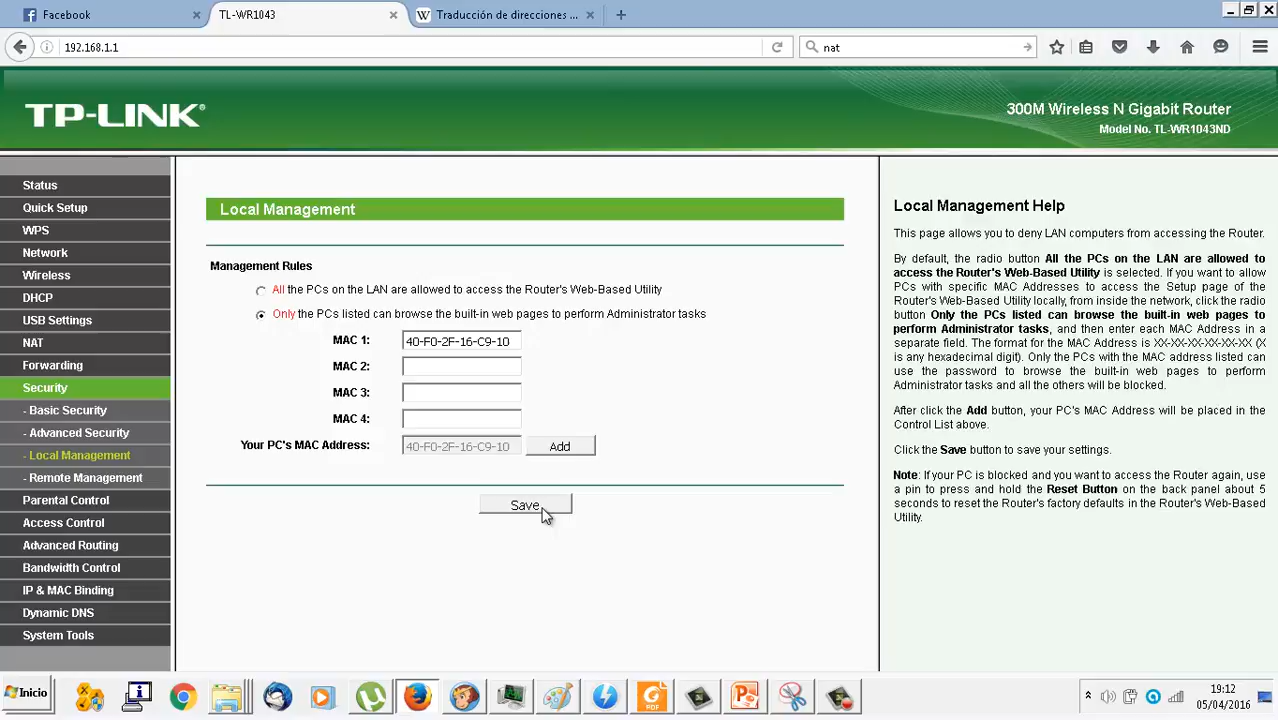 Facebook
TL-WR1043
Traducción de direcciones ...
192.168.1.1
nat
TP-LINK®
300M Wireless N Gigabit Router
Model No. TL-WR1043ND
Status
Quick Setup
WPS
Network
Wireless
DHCP
USB Settings
NAT
Forwarding
Security
- Basic Security
- Advanced Security
- Local Management
- Remote Management
Parental Control
Access Control
Advanced Routing
Bandwidth Control
IP & MAC Binding
Dynamic DNS
System Tools
Local Management
Management Rules
All the PCs on the LAN are allowed to access the Router's Web-Based Utility
Only the PCs listed can browse the built-in web pages to perform Administrator tasks
MAC 1: 40-F0-2F-16-C9-10
MAC 2:
MAC 3:
MAC 4:
Your PC's MAC Address: 40-F0-2F-16-C9-10 Add
Save
Local Management Help
This page allows you to deny LAN computers from accessing the Router.
By default, the radio button All the PCs on the LAN are allowed to
access the Router's Web-Based Utility is selected. If you want to allow
PCs with specific MAC Addresses to access the Setup page of the
Router's Web-Based Utility locally, from inside the network, click the radio
button Only the PCs listed can browse the built-in web pages to
perform Administrator tasks, and then enter each MAC Address in a
separate field. The format for the MAC Address is XX-XX-XX-XX-XX-XX (X
is any hexadecimal digit). Only the PCs with the MAC address listed can
use the password to browse the built-in web pages to perform
Administrator tasks and all the others will be blocked.
After click the Add button, your PC's MAC Address will be placed in the
Control List above.
Click the Save button to save your settings.
Note: If your PC is blocked and you want to access the Router again, use
a pin to press and hold the Reset Button on the back panel about 5
seconds to reset the Router's factory defaults in the Router's Web-Based
Utility.
Inicio
PDF
19:12
05/04/2016